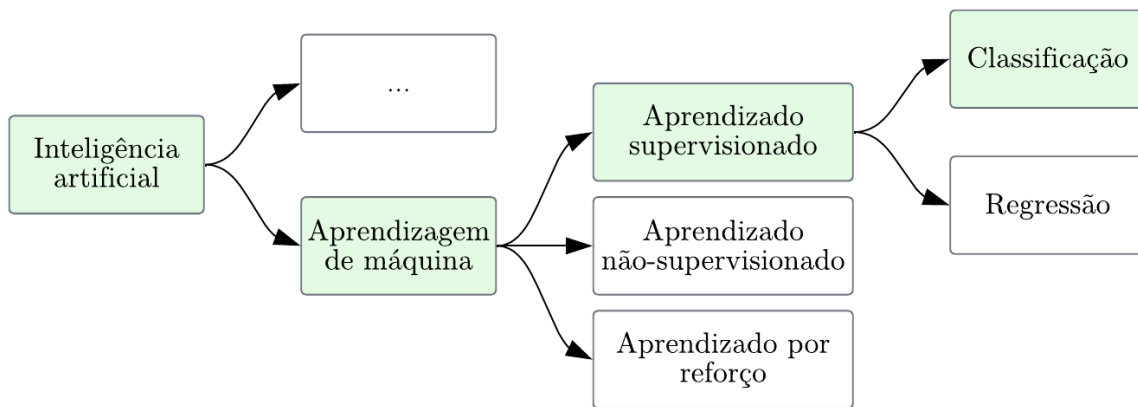 Inteligência
artificial
...
Aprendizagem
de máquina
Aprendizado
supervisionado
Aprendizado
não-supervisionado
Aprendizado por
reforço
Classificação
Regressão